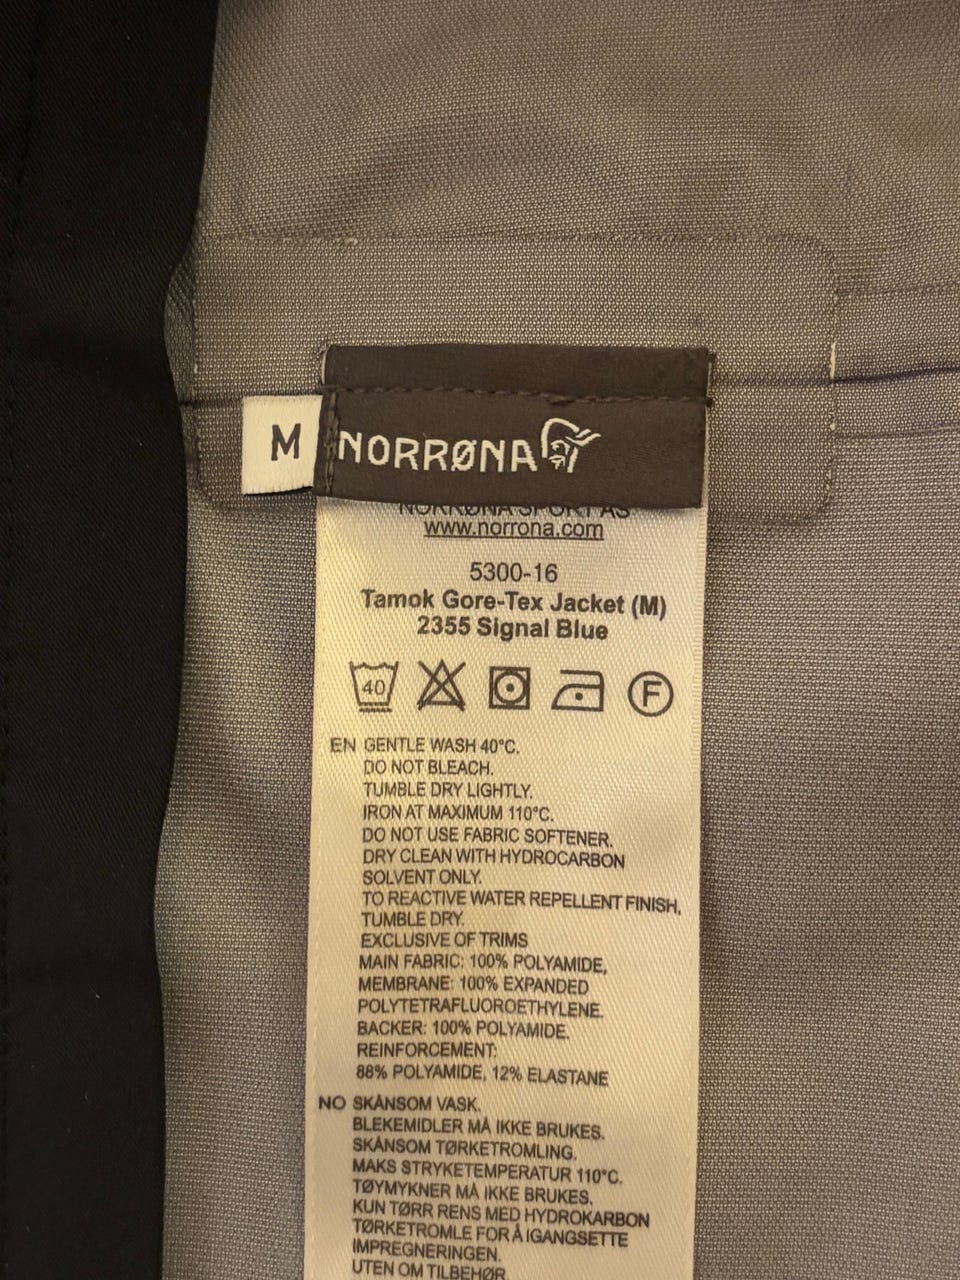 M
NORRØNA
NORRØNA SPORT AS
www.norrona.com
5300-16
Tamok Gore-Tex Jacket (M)
2355 Signal Blue
40
F
EN GENTLE WASH 40°C.
DO NOT BLEACH.
TUMBLE DRY LIGHTLY.
IRON AT MAXIMUM 110°C.
DO NOT USE FABRIC SOFTENER.
DRY CLEAN WITH HYDROCARBON
SOLVENT ONLY.
TO REACTIVE WATER REPELLENT FINISH,
TUMBLE DRY.
EXCLUSIVE OF TRIMS
MAIN FABRIC: 100% POLYAMIDE,
MEMBRANE: 100% EXPANDED
POLYTETRAFLUOROETHYLENE.
BACKER: 100% POLYAMIDE.
REINFORCEMENT:
88% POLYAMIDE, 12% ELASTANE
NO SKÅNSOM VASK.
BLEKEMIDLER MÅ IKKE BRUKES.
SKÅNSOM TØRKETROMLING.
MAKS STRYKETEMPERATUR 110°C.
TØYMYKNER MÅ IKKE BRUKES.
KUN TØRR RENS MED HYDROKARBON
TØRKETROMLE FOR Å IGANGSETTE
IMPREGNERINGEN.
UTEN OM TILBEHØR